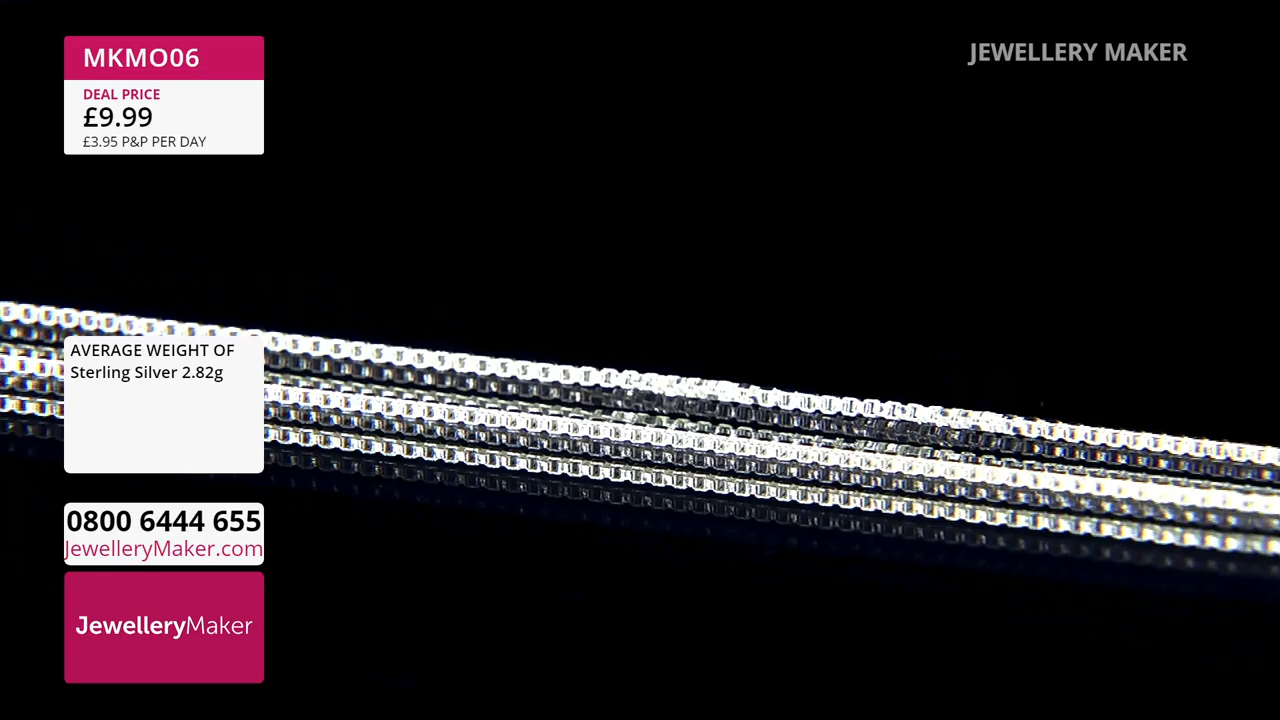 MKMO06
DEAL PRICE
£9.99
£3.95 P&P PER DAY
JEWELLERY MAKER
AVERAGE WEIGHT OF
Sterling Silver 2.82g
0800 6444 655
JewelleryMaker.com
JewelleryMaker